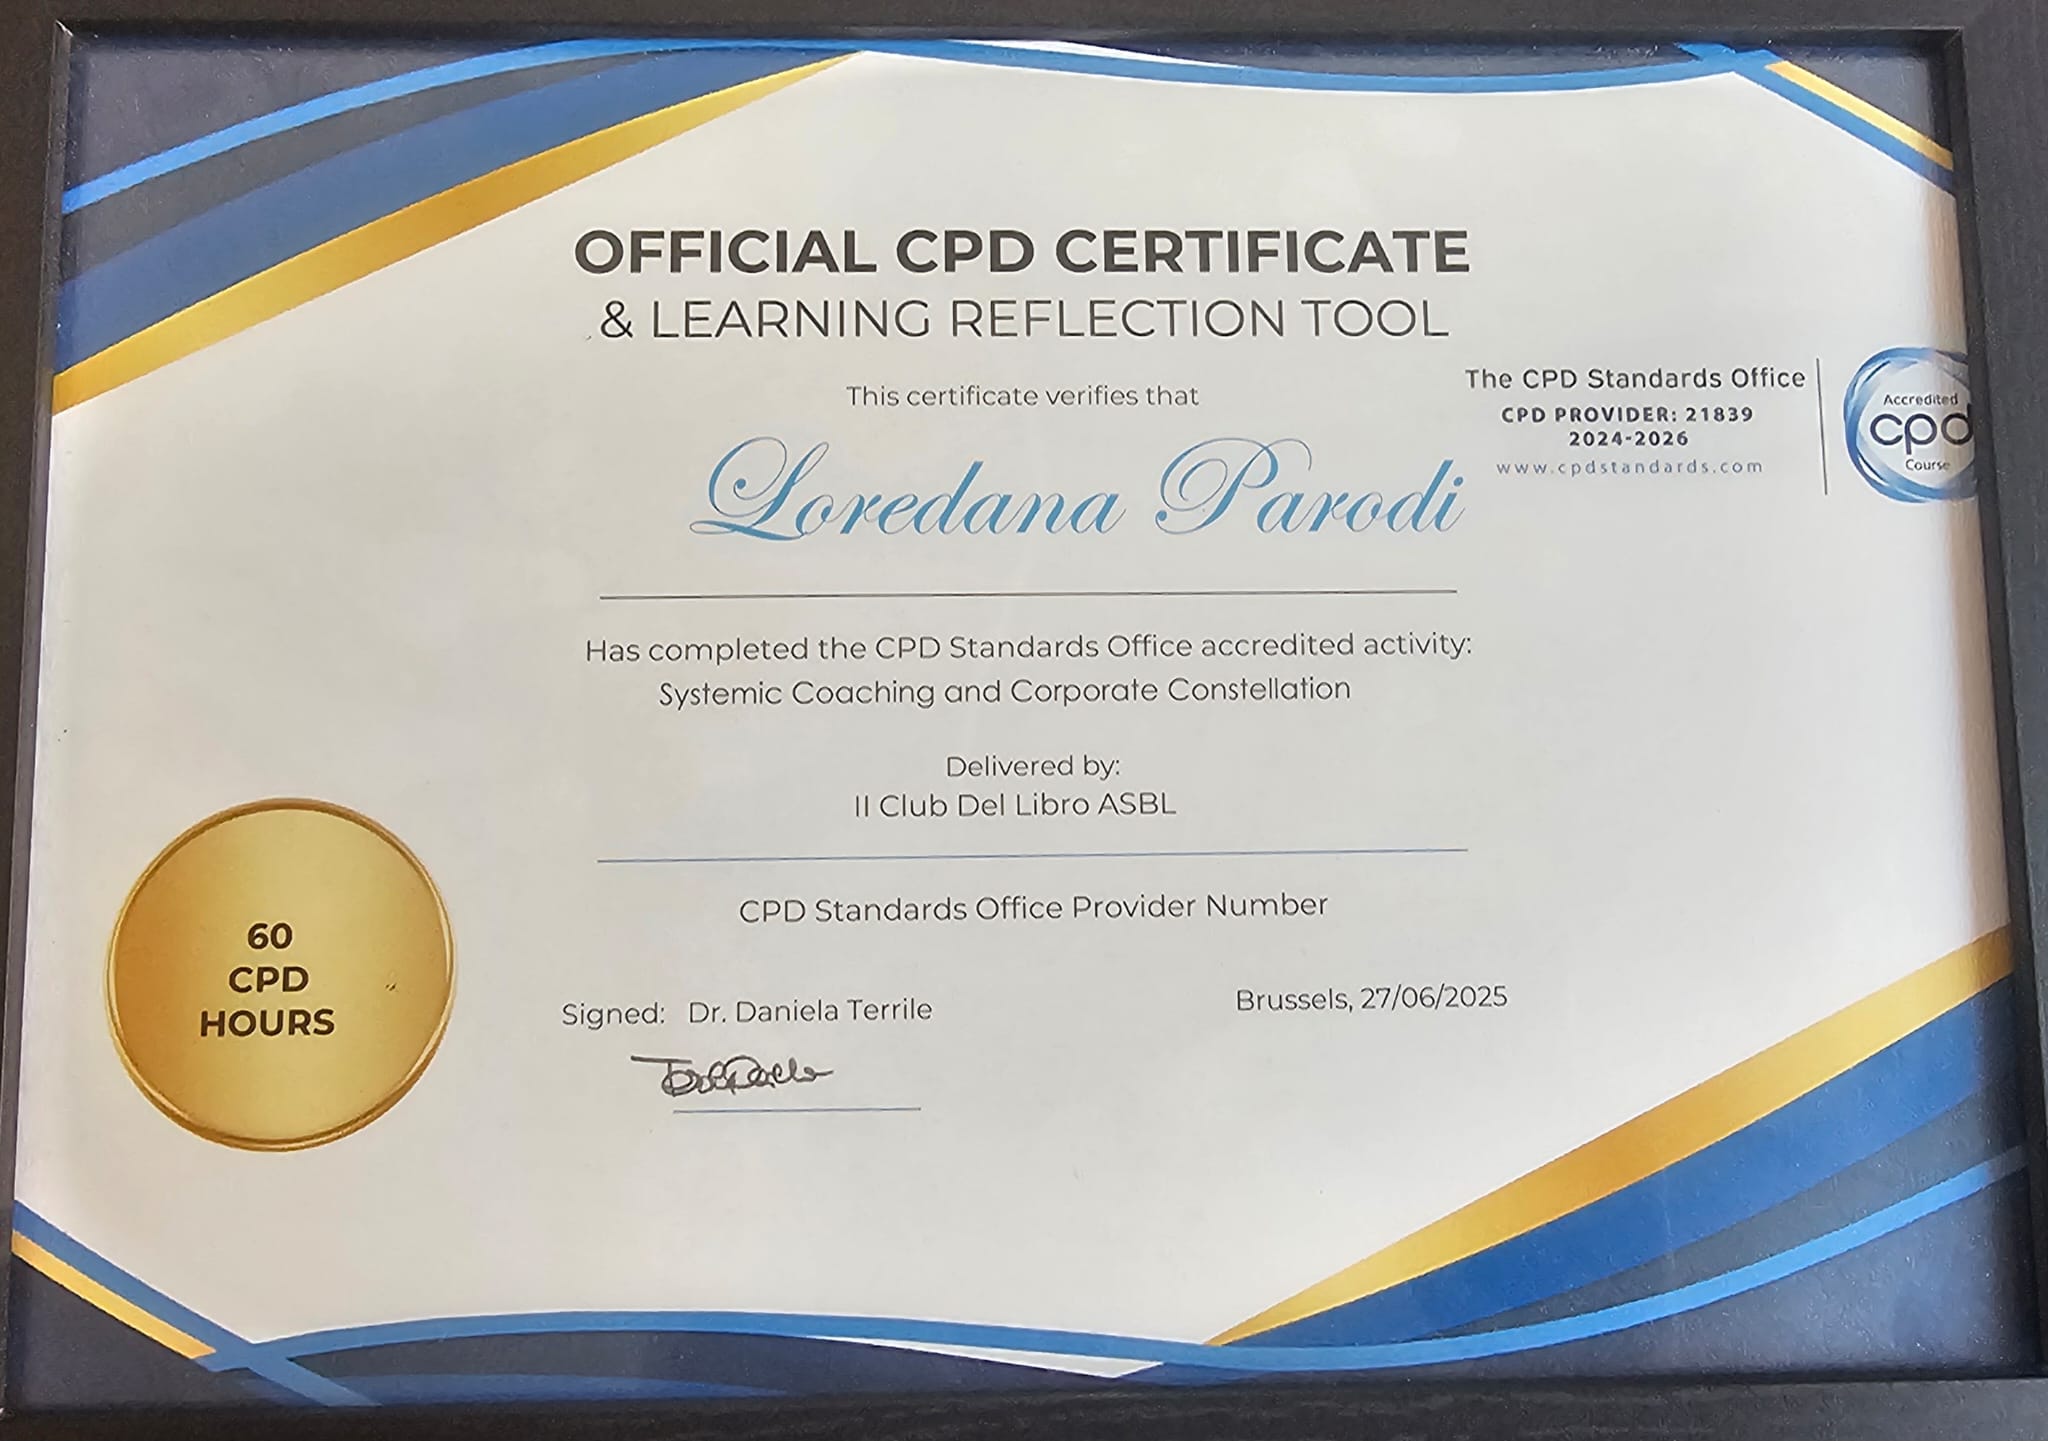 OFFICIAL CPD CERTIFICATE
& LEARNING REFLECTION TOOL
This certificate verifies that
The CPD Standards Office
CPD PROVIDER: 21839
2024-2026
www.cpdstandards.com
Accredited
cpd
Course
Loredana Parodi
Has completed the CPD Standards Office accredited activity:
Systemic Coaching and Corporate Constellation
Delivered by:
Il Club Del Libro ASBL
CPD Standards Office Provider Number
60
CPD
HOURS
Signed: Dr. Daniela Terrile
Brussels, 27/06/2025